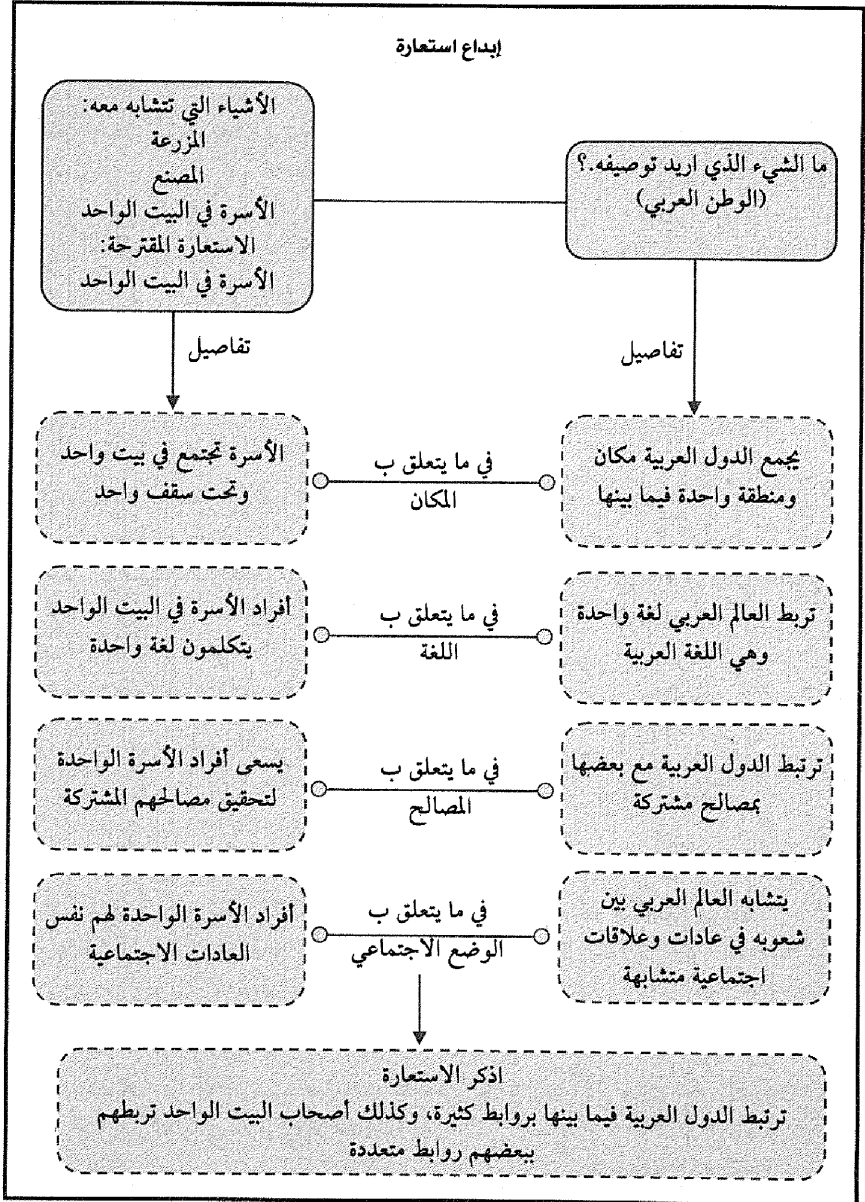 إبداع استعارة
ما الشيء الذي اريد توصيفه.؟
(الوطن العربي)
الأشياء التي تتشابه معه:
المزرعة
المصنع
الأسرة في البيت الواحد
الاستعارة المقترحة:
الأسرة في البيت الواحد
تفاصيل
تفاصيل
يجمع الدول العربية مكان
ومنطقة واحدة فيما بينها
في ما يتعلق ب
المكان
الأسرة تجتمع في بيت واحد
وتحت سقف واحد
تربط العالم العربي لغة واحدة
وهي اللغة العربية
في ما يتعلق ب
اللغة
أفراد الأسرة في البيت الواحد
يتكلمون لغة واحدة
ترتبط الدول العربية مع بعضها
بمصالح مشتركة
في ما يتعلق ب
المصالح
يسعى أفراد الأسرة الواحدة
لتحقيق مصالحهم المشتركة
يتشابه العالم العربي بين
شعوبه في عادات وعلاقات
اجتماعية متشابهة
في ما يتعلق ب
الوضع الاجتماعي
أفراد الأسرة الواحدة لهم نفس
العادات الاجتماعية
اذكر الاستعارة
ترتبط الدول العربية فيما بينها بروابط كثيرة، وكذلك أصحاب البيت الواحد تربطهم
ببعضهم روابط متعددة